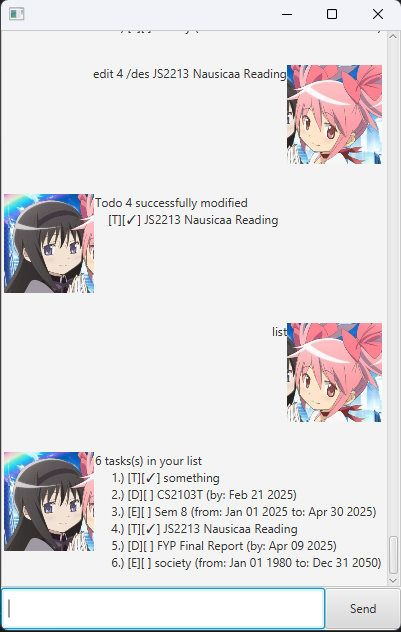 edit 4 /des JS2213 Nausicaa Reading
Todo 4 successfully modified
[T][✓] JS2213 Nausicaa Reading
list
6 tasks(s) in your list
1.) [T][✓] something
2.) [D][ ] CS2103T (by: Feb 21 2025)
3.) [E][ ] Sem 8 (from: Jan 01 2025 to: Apr 30 2025)
4.) [T][✓] JS2213 Nausicaa Reading
5.) [D][ ] FYP Final Report (by: Apr 09 2025)
6.) [E][ ] society (from: Jan 01 1980 to: Dec 31 2050)
Send